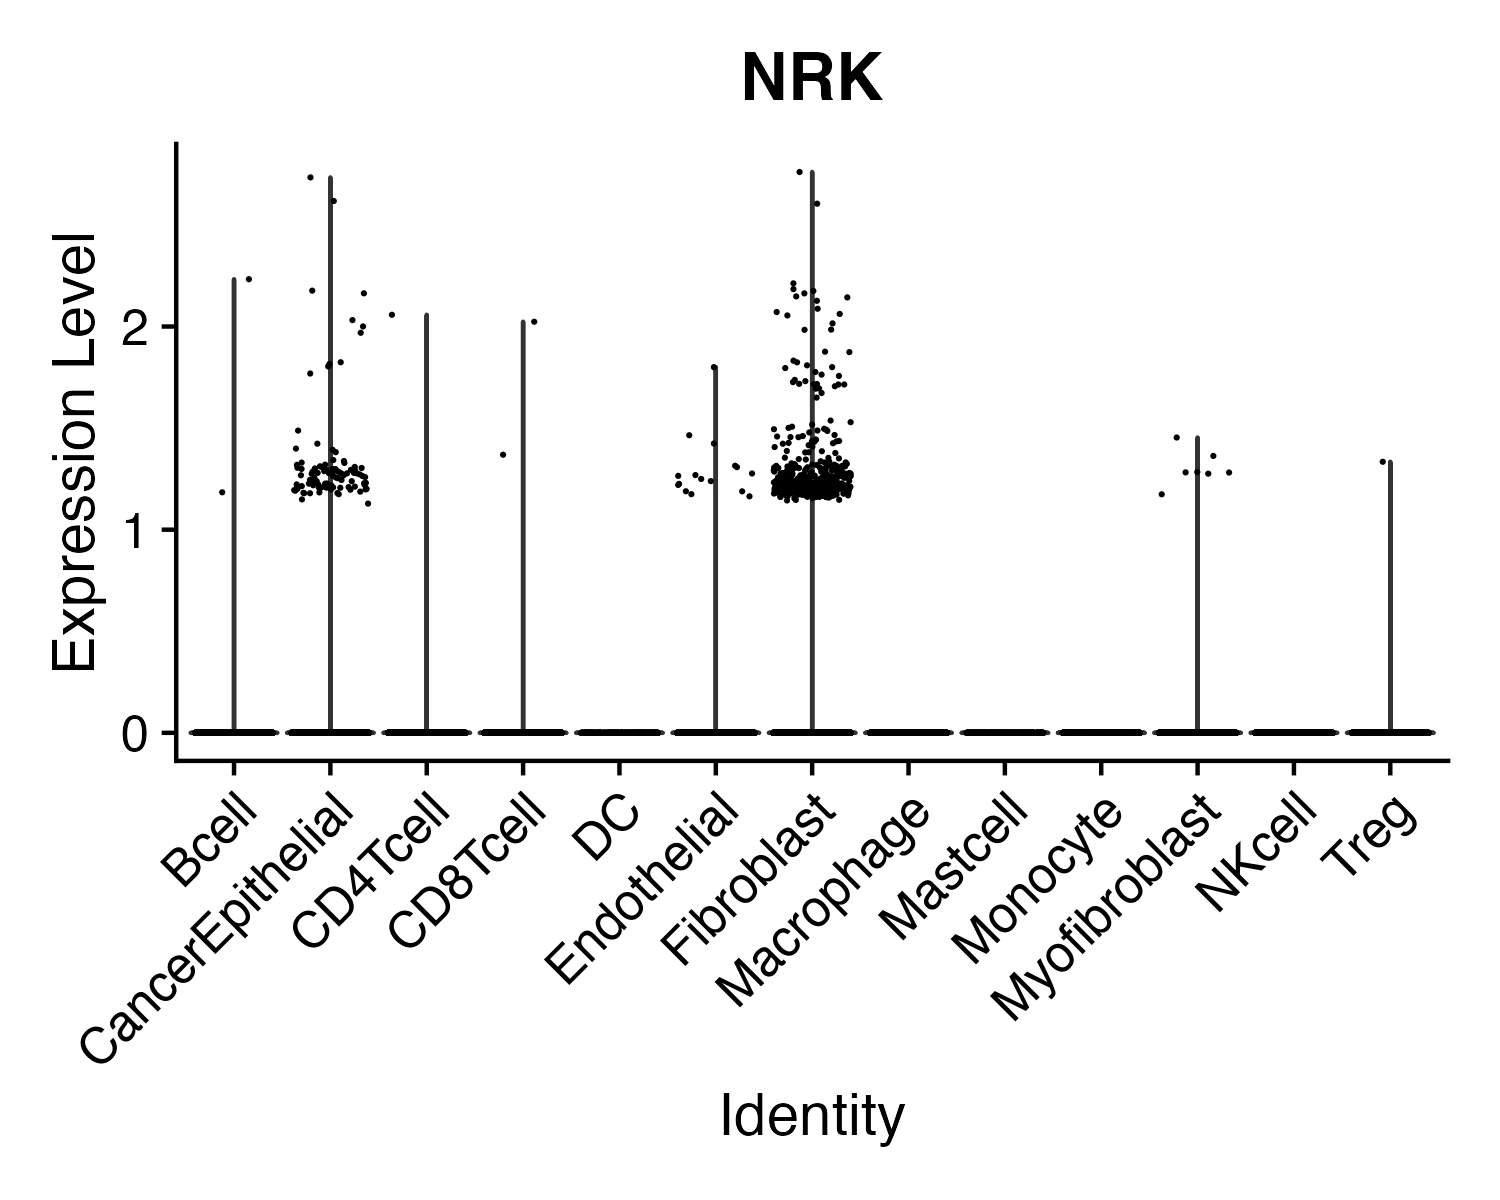 NRK
Expression Level
2
1
0
Bcell
CancerEpithelial
CD4Tcell
CD8Tcell
DC
Endothelial
Fibroblast
Macrophage
Mastcell
Monocyte
Myofibroblast
NKcell
Treg
Identity